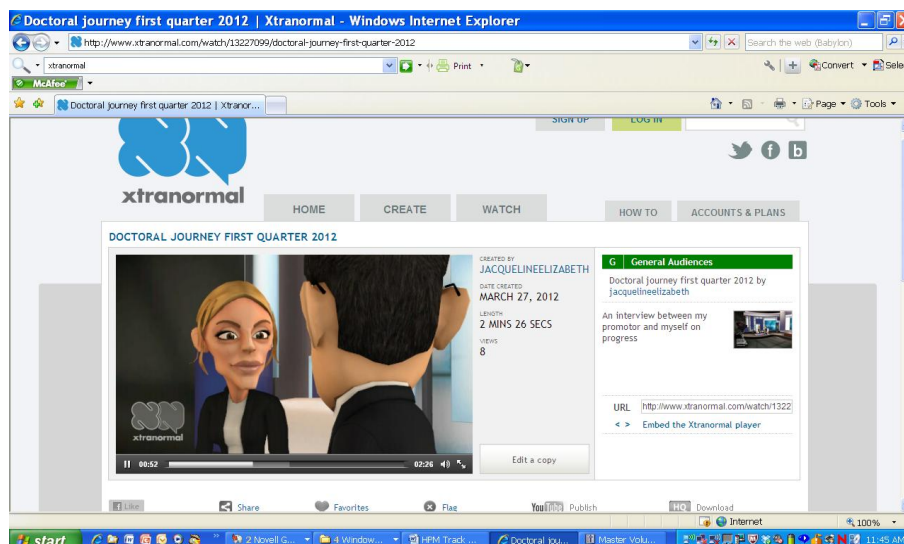 Doctoral journey first quarter 2012 | Xtranormal - Windows Internet Explorer
http://www.xtranormal.com/watch/13227099/doctoral-journey-first-quarter-2012
Search the web (Babylon)
xtranormal
Print
Convert
Sele
McAfee
Doctoral journey first quarter 2012 | Xtranor...
Page
Tools
SIGN UP
LOG IN
xtranormal
HOME
CREATE
WATCH
HOW TO
ACCOUNTS & PLANS
DOCTORAL JOURNEY FIRST QUARTER 2012
CREATED BY
JACQUELINEELIZABETH
DATE CREATED
MARCH 27, 2012
LENGTH
2 MINS 26 SECS
VIEWS
8
Edit a copy
G General Audiences
Doctoral journey first quarter 2012 by
jacquelineelizabeth
An interview between my
promotor and myself on
progress
URL http://www.xtranormal.com/watch/1322
< > Embed the Xtranormal player
xtranormal
00:52
02:26
Like
Share
Favorites
Flag
YouTube Publish
HQ Download
Internet
100%
start
2 Novell G...
4 Window...
HPM Track ...
Doctoral jou...
Master Volu...
11:45 AM